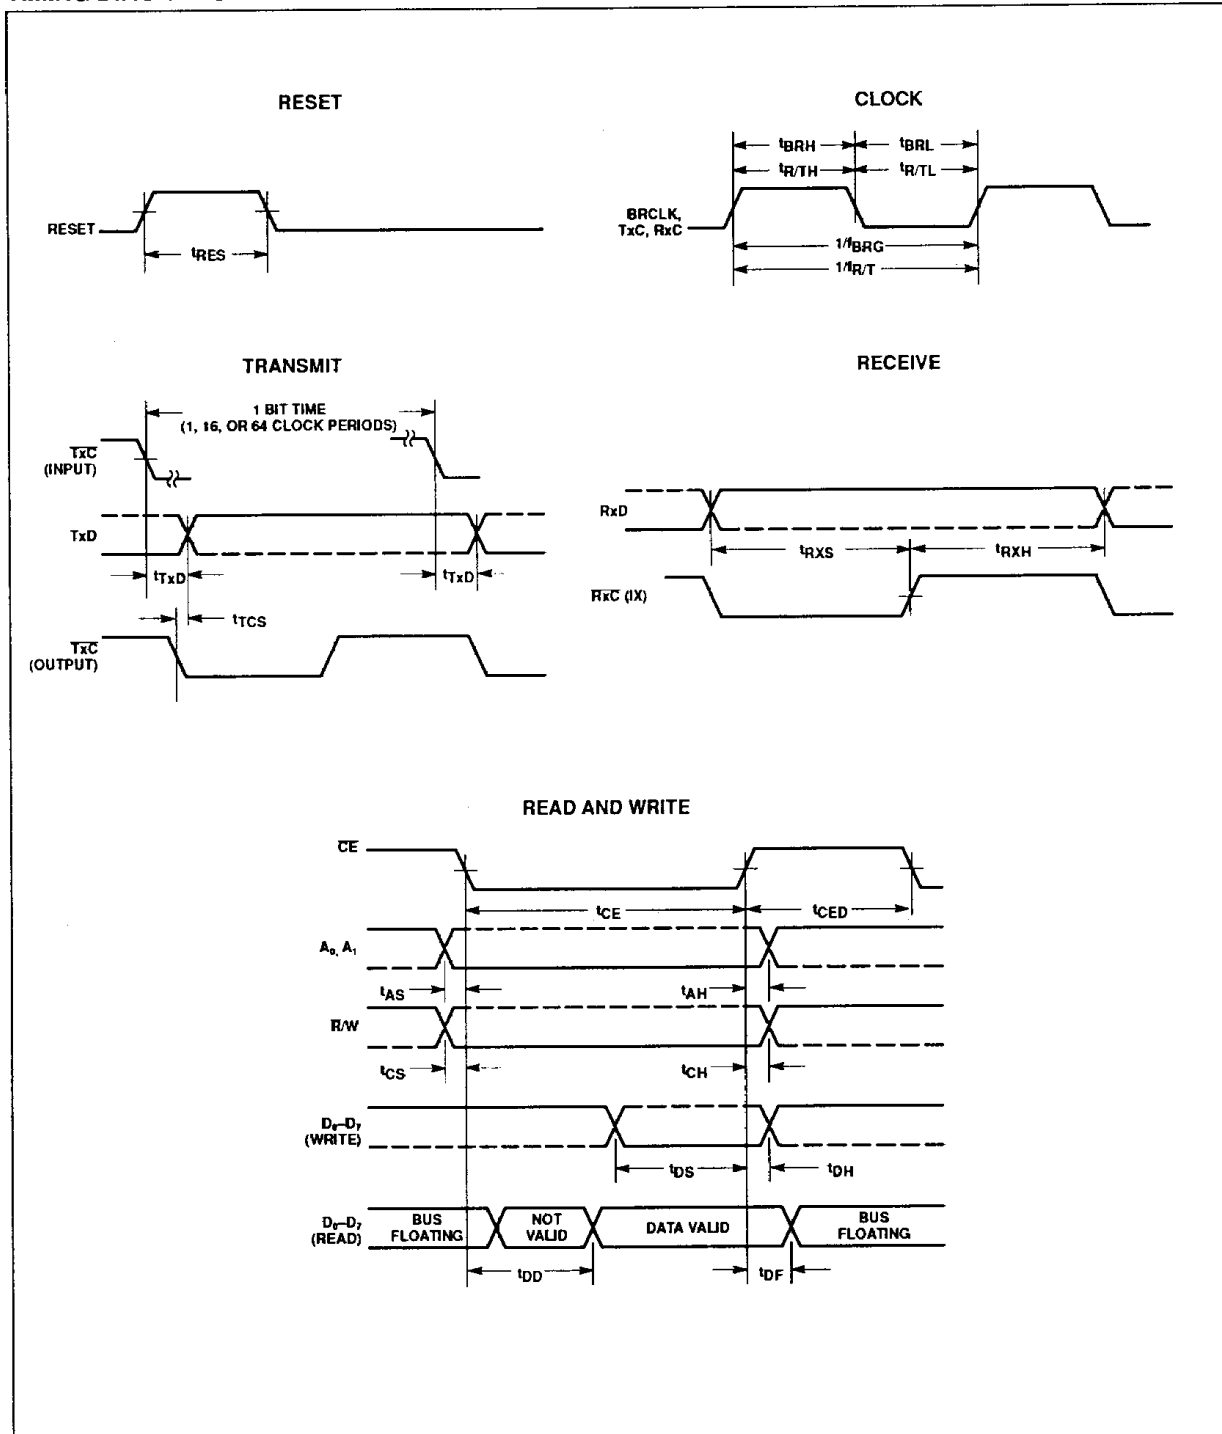 RESET
RESET
tRES
CLOCK
tBRH
tBRL
tR/TH
tR/TL
BRCLK,
TxC, RxC
1/fBRG
1/fR/T
TRANSMIT
1 BIT TIME
(1, 16, OR 64 CLOCK PERIODS)
TxC
(INPUT)
TxD
tTxD
tTxD
tTCS
TxC
(OUTPUT)
RECEIVE
RxD
tRXS
tRXH
RxC (IX)
READ AND WRITE
CE
tCE
tCED
A0, A1
tAS
tAH
R/W
tCS
tCH
D0–D7
(WRITE)
tDS
tDH
D0–D7
(READ)
BUS
FLOATING
NOT
VALID
DATA VALID
BUS
FLOATING
tDD
tDF